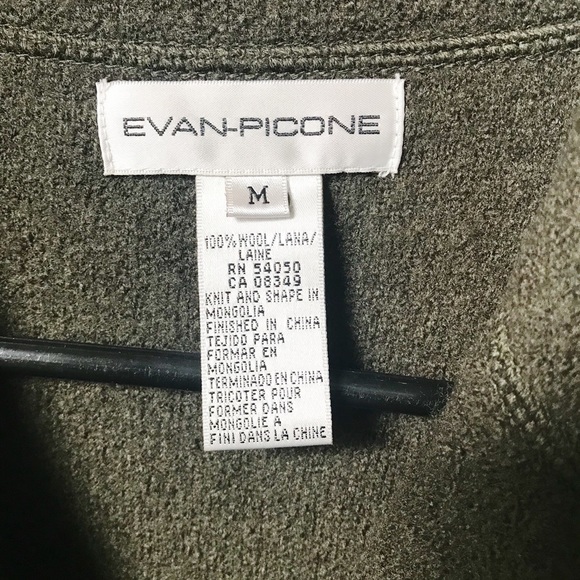 EVAN-PICONE
M
100% WOOL/LANA/
LAINE
RN 54050
CA 08349
KNIT AND SHAPE IN
MONGOLIA
FINISHED IN CHINA
TEJIDO PARA
FORMAR EN
MONGOLIA
TERMINADO EN CHINA
TRICOTER POUR
FORMER DANS
MONGOLIE A
FINI DANS LA CHINE